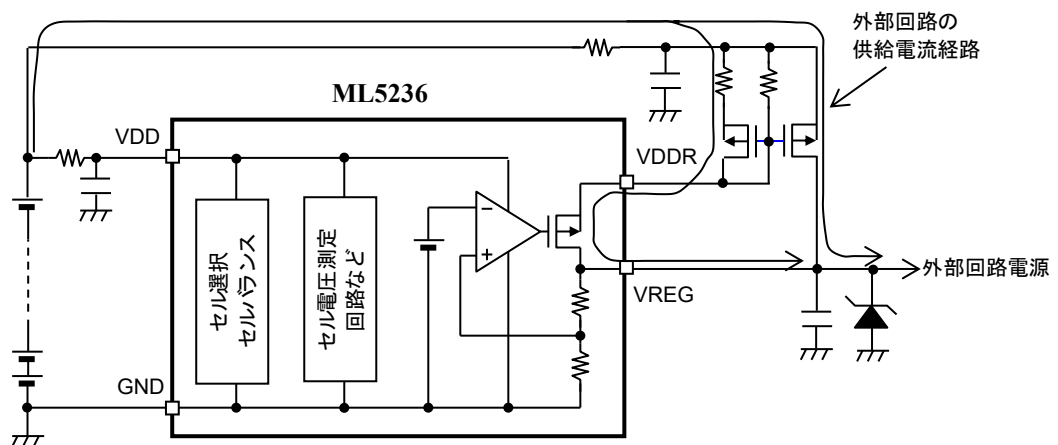 外部回路の
供給電流経路
ML5236
VDD
VDDR
セル選択
セルバランス
セル電圧測定
回路など
−
+
VREG
外部回路電源
GND